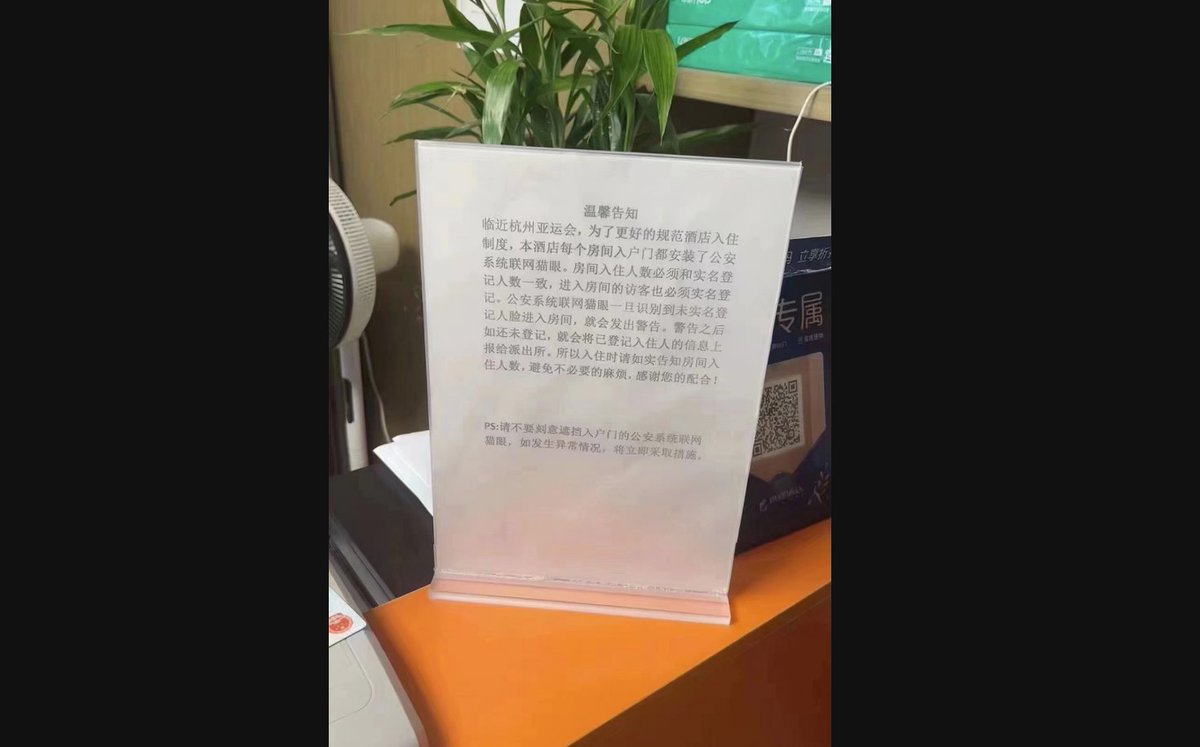 温馨告知
临近杭州亚运会，为了更好的规范酒店入住
制度，本酒店每个房间入户门都安装了公安
系统联网猫眼。房间入住人数必须和实名登
记人数一致，进入房间的访客也必须实名登
记。公安系统联网猫眼一旦识别到未实名登
记人脸进入房间，就会发出警告。警告之后
如还未登记，就会将已登记入住人的信息上
报给派出所。所以入住时请如实告知房间入
住人数，避免不必要的麻烦，感谢您的配合！
PS:请不要刻意遮挡入户门的公安系统联网
猫眼，如发生异常情况，将立即采取措施。
立享折
专属